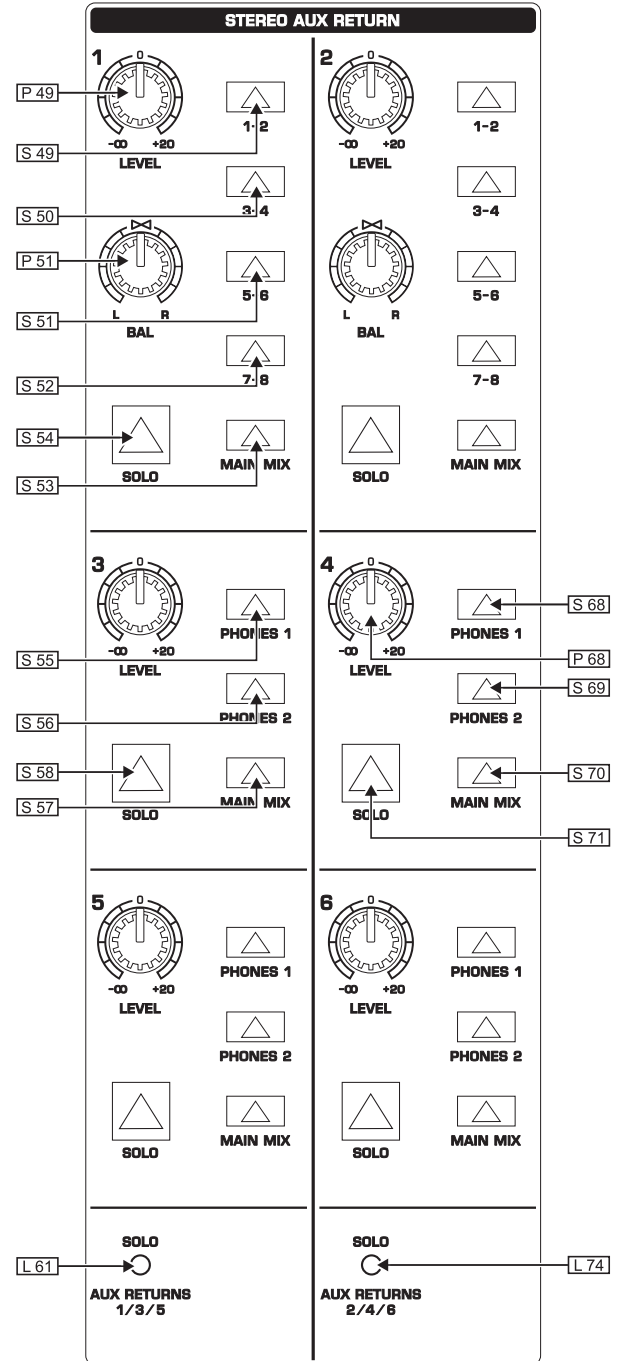 STEREO AUX RETURN
1
0
-∞ +20
LEVEL
1-2
3-4
5-6
7-8
L R
BAL
SOLO
MAIN MIX
P 49
S 49
S 50
P 51
S 51
S 52
S 54
S 53
2
0
-∞ +20
LEVEL
1-2
3-4
5-6
7-8
L R
BAL
SOLO
MAIN MIX
3
0
-∞ +20
LEVEL
PHONES 1
PHONES 2
SOLO
MAIN MIX
S 55
S 56
S 58
S 57
4
0
-∞ +20
LEVEL
PHONES 1
PHONES 2
SOLO
MAIN MIX
S 68
P 68
S 69
S 70
S 71
5
0
-∞ +20
LEVEL
PHONES 1
PHONES 2
SOLO
MAIN MIX
6
0
-∞ +20
LEVEL
PHONES 1
PHONES 2
SOLO
MAIN MIX
SOLO
L 61
AUX RETURNS
1/3/5
SOLO
L 74
AUX RETURNS
2/4/6